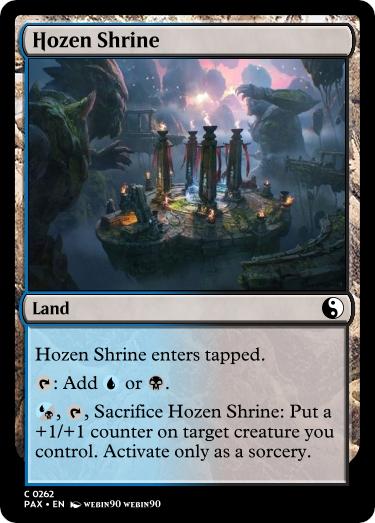 Hozen Shrine
Land
Hozen Shrine enters tapped.
: Add or .
, , Sacrifice Hozen Shrine: Put a
+1/+1 counter on target creature you
control. Activate only as a sorcery.
C 0262
PAX • EN WEBIN90 WEBIN90